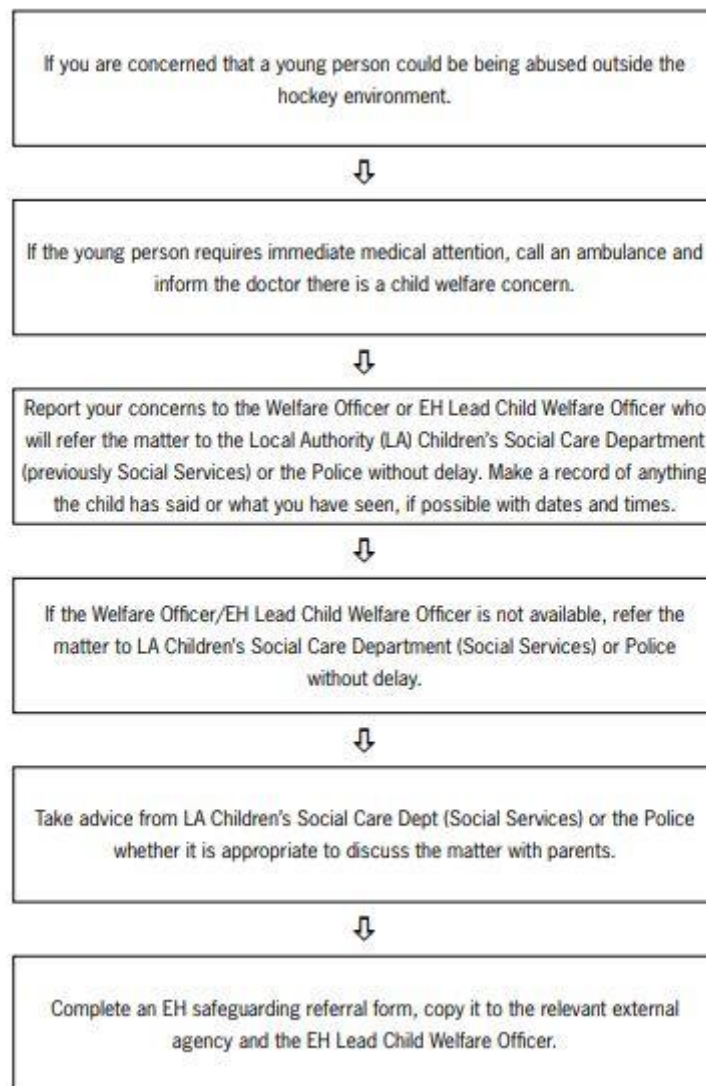 If you are concerned that a young person could be being abused outside the
hockey environment.
If the young person requires immediate medical attention, call an ambulance and
inform the doctor there is a child welfare concern.
Report your concerns to the Welfare Officer or EH Lead Child Welfare Officer who
will refer the matter to the Local Authority (LA) Children's Social Care Department
(previously Social Services) or the Police without delay. Make a record of anything
the child has said or what you have seen, if possible with dates and times.
If the Welfare Officer/EH Lead Child Welfare Officer is not available, refer the
matter to LA Children's Social Care Department (Social Services) or Police
without delay.
Take advice from LA Children's Social Care Dept (Social Services) or the Police
whether it is appropriate to discuss the matter with parents.
Complete an EH safeguarding referral form, copy it to the relevant external
agency and the EH Lead Child Welfare Officer.